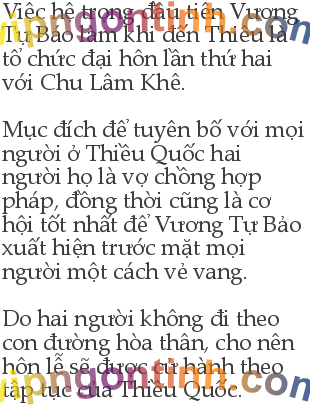 Việc hệ trọng đầu tiên Vương
Tự Bảo làm khi đến Thiều là
tổ chức đại hôn lần thứ hai
với Chu Lâm Khê.
Mục đích để tuyên bố với mọi
người ở Thiều Quốc hai
người họ là vợ chồng hợp
pháp, đồng thời cũng là cơ
hội tốt nhất để Vương Tự Bảo
xuất hiện trước mặt mọi
người một cách vẻ vang.
Do hai người không đi theo
con đường hòa thân, cho nên
hôn lễ sẽ được cử hành theo
tập tục của Thiều Quốc.
vipngontinh.com
vipngontinh.com